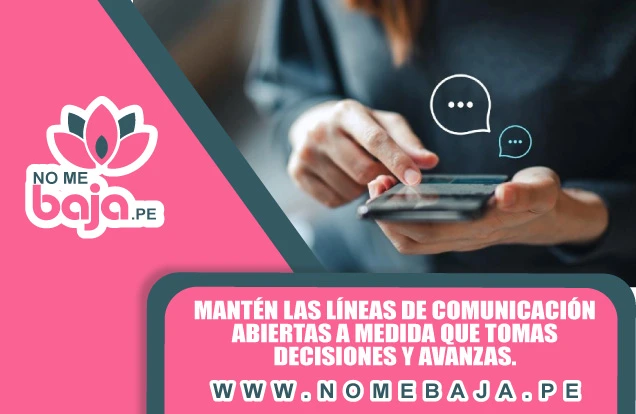 NO ME
baja.PE
MANTÉN LAS LÍNEAS DE COMUNICACIÓN
ABIERTAS A MEDIDA QUE TOMAS
DECISIONES Y AVANZAS.
WWW.NOMEBAJA.PE